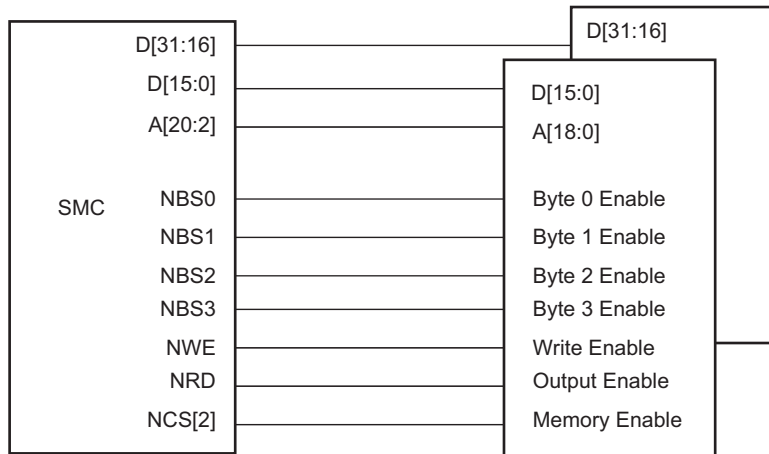 D[31:16]
D[15:0]
A[20:2]
SMC
NBS0
NBS1
NBS2
NBS3
NWE
NRD
NCS[2]
D[31:16]
D[15:0]
A[18:0]
Byte 0 Enable
Byte 1 Enable
Byte 2 Enable
Byte 3 Enable
Write Enable
Output Enable
Memory Enable